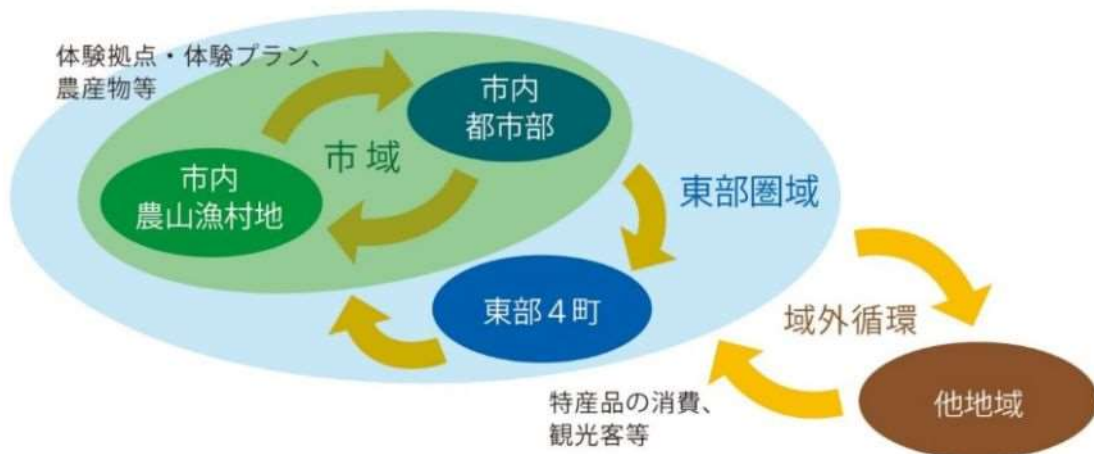 体験拠点・体験プラン、
農産物等
市内
都市部
市域
市内
農山漁村地
東部圏域
東部４町
域外循環
特産品の消費、
観光客等
他地域